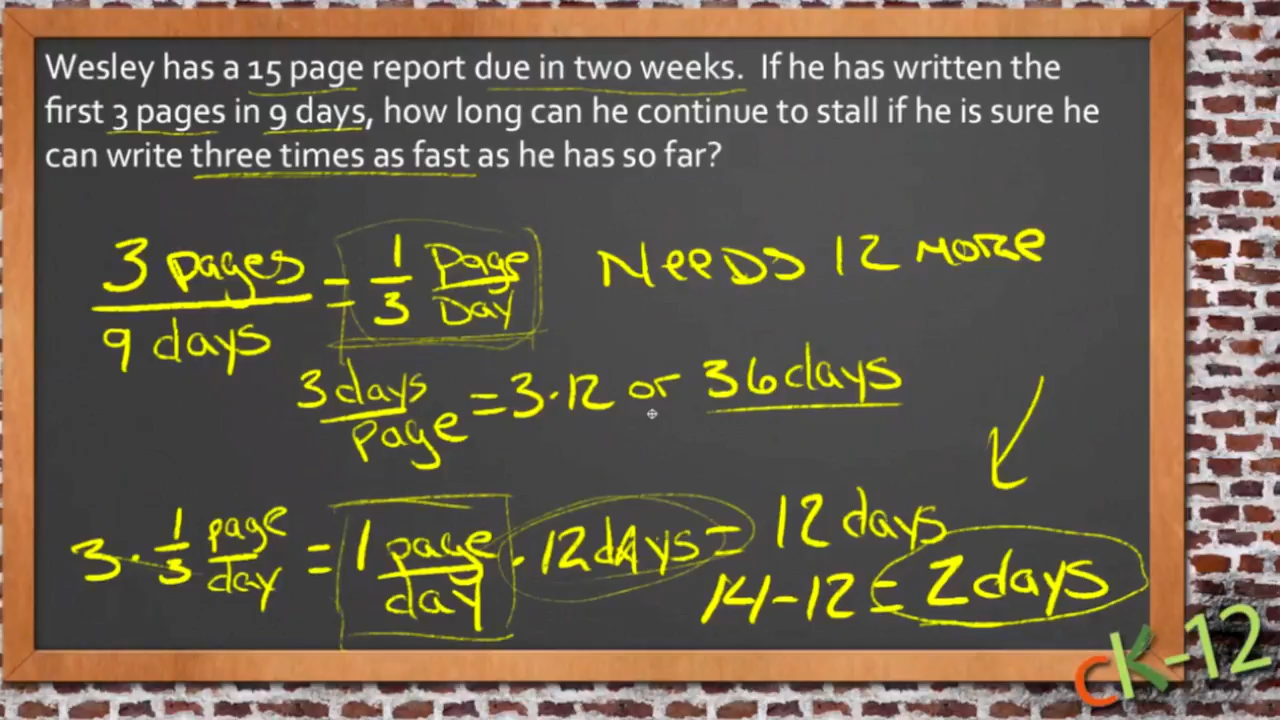 Wesley has a 15 page report due in two weeks. If he has written the
first 3 pages in 9 days, how long can he continue to stall if he is sure he
can write three times as fast as he has so far?
3 pages / 9 days = 1/3 Page/Day NEEDS 12 MORE
3 days / Page = 3·12 or 36 days
3 · 1/3 page/day = 1 page/day · 12 days = 12 days
14-12 = 2 days
CK-12